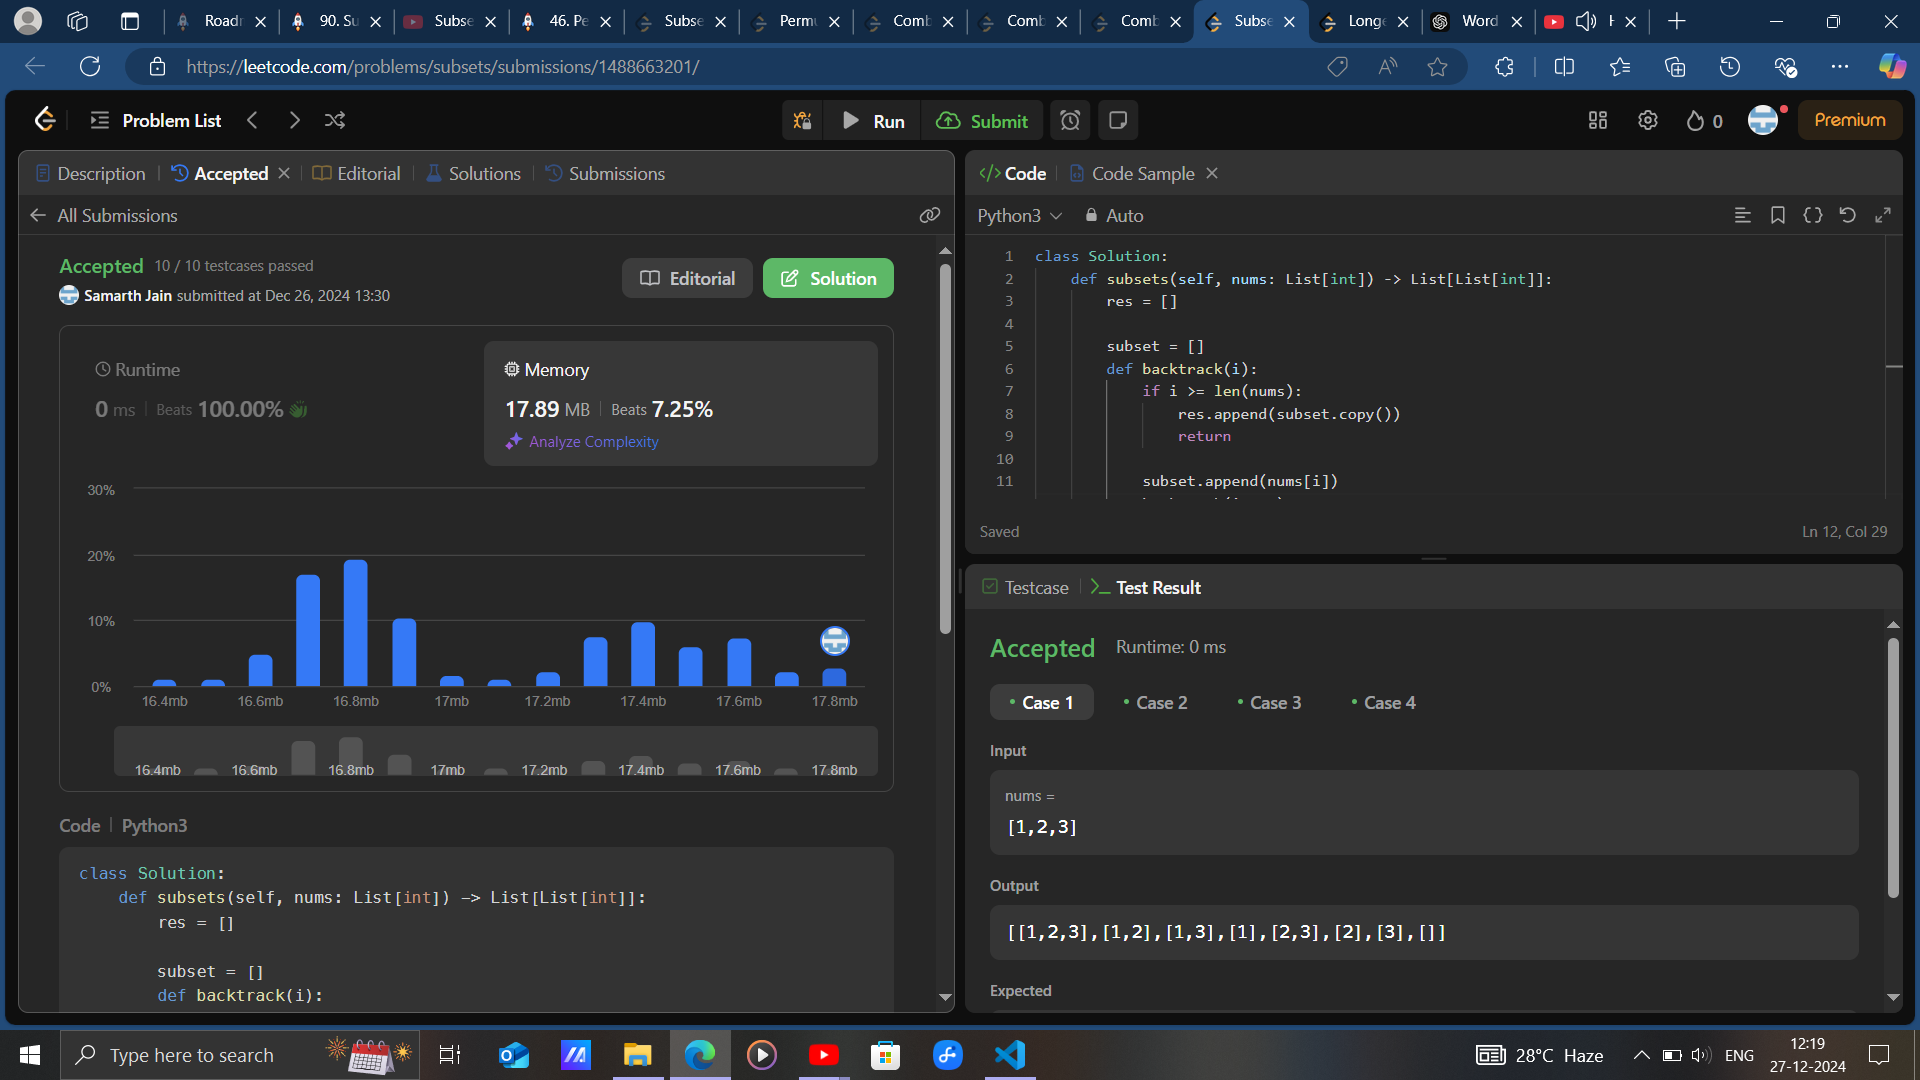 Roadr
90. Su
Subse
46. Pe
Subse
Permu
Comb
Comb
Comb
Subse
Longe
Word
https://leetcode.com/problems/subsets/submissions/1488663201/
Problem List
Run
Submit
0
Premium
Description
Accepted
Editorial
Solutions
Submissions
All Submissions
Accepted 10 / 10 testcases passed
Samarth Jain submitted at Dec 26, 2024 13:30
Editorial
Solution
Runtime
0 ms Beats 100.00%
Memory
17.89 MB Beats 7.25%
Analyze Complexity
30%
20%
10%
0%
16.4mb 16.6mb 16.8mb 17mb 17.2mb 17.4mb 17.6mb 17.8mb
16.4mb 16.6mb 16.8mb 17mb 17.2mb 17.4mb 17.6mb 17.8mb
Code Python3
class Solution:
def subsets(self, nums: List[int]) -> List[List[int]]:
res = []
subset = []
def backtrack(i):
</> Code
Code Sample
Python3
Auto
1 class Solution:
2 def subsets(self, nums: List[int]) -> List[List[int]]:
3 res = []
4
5 subset = []
6 def backtrack(i):
7 if i >= len(nums):
8 res.append(subset.copy())
9 return
10
11 subset.append(nums[i])
Saved
Ln 12, Col 29
Testcase
Test Result
Accepted Runtime: 0 ms
Case 1
Case 2
Case 3
Case 4
Input
nums =
[1,2,3]
Output
[[1,2,3],[1,2],[1,3],[1],[2,3],[2],[3],[]]
Expected
Type here to search
28°C Haze
ENG
12:19
27-12-2024